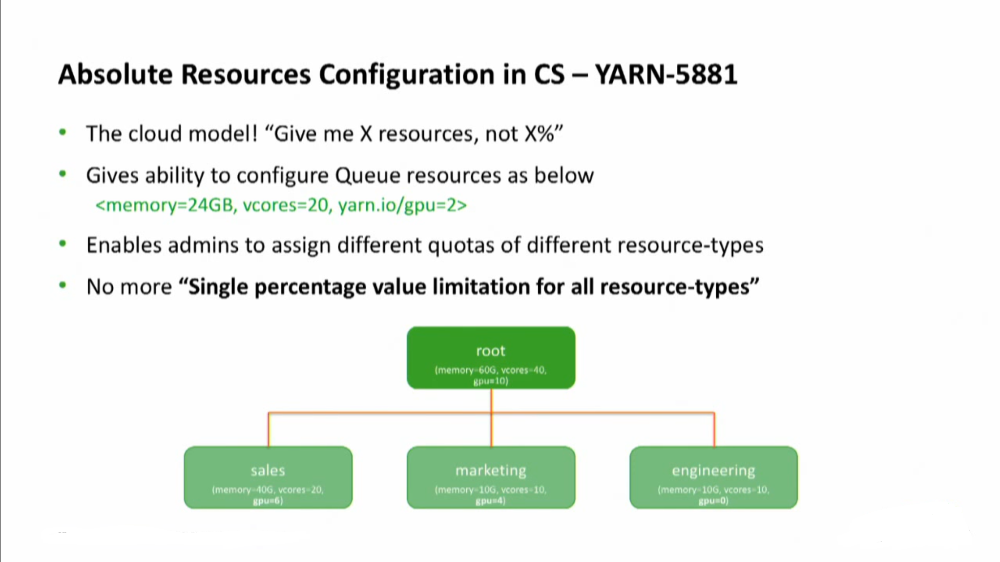 Absolute Resources Configuration in CS – YARN-5881
• The cloud model! “Give me X resources, not X%”
• Gives ability to configure Queue resources as below
<memory=24GB, vcores=20, yarn.io/gpu=2>
• Enables admins to assign different quotas of different resource-types
• No more “Single percentage value limitation for all resource-types”
root
(memory=60G, vcores=40,
gpu=10)
sales
(memory=40G, vcores=20,
gpu=6)
marketing
(memory=10G, vcores=10,
gpu=4)
engineering
(memory=10G, vcores=10,
gpu=0)